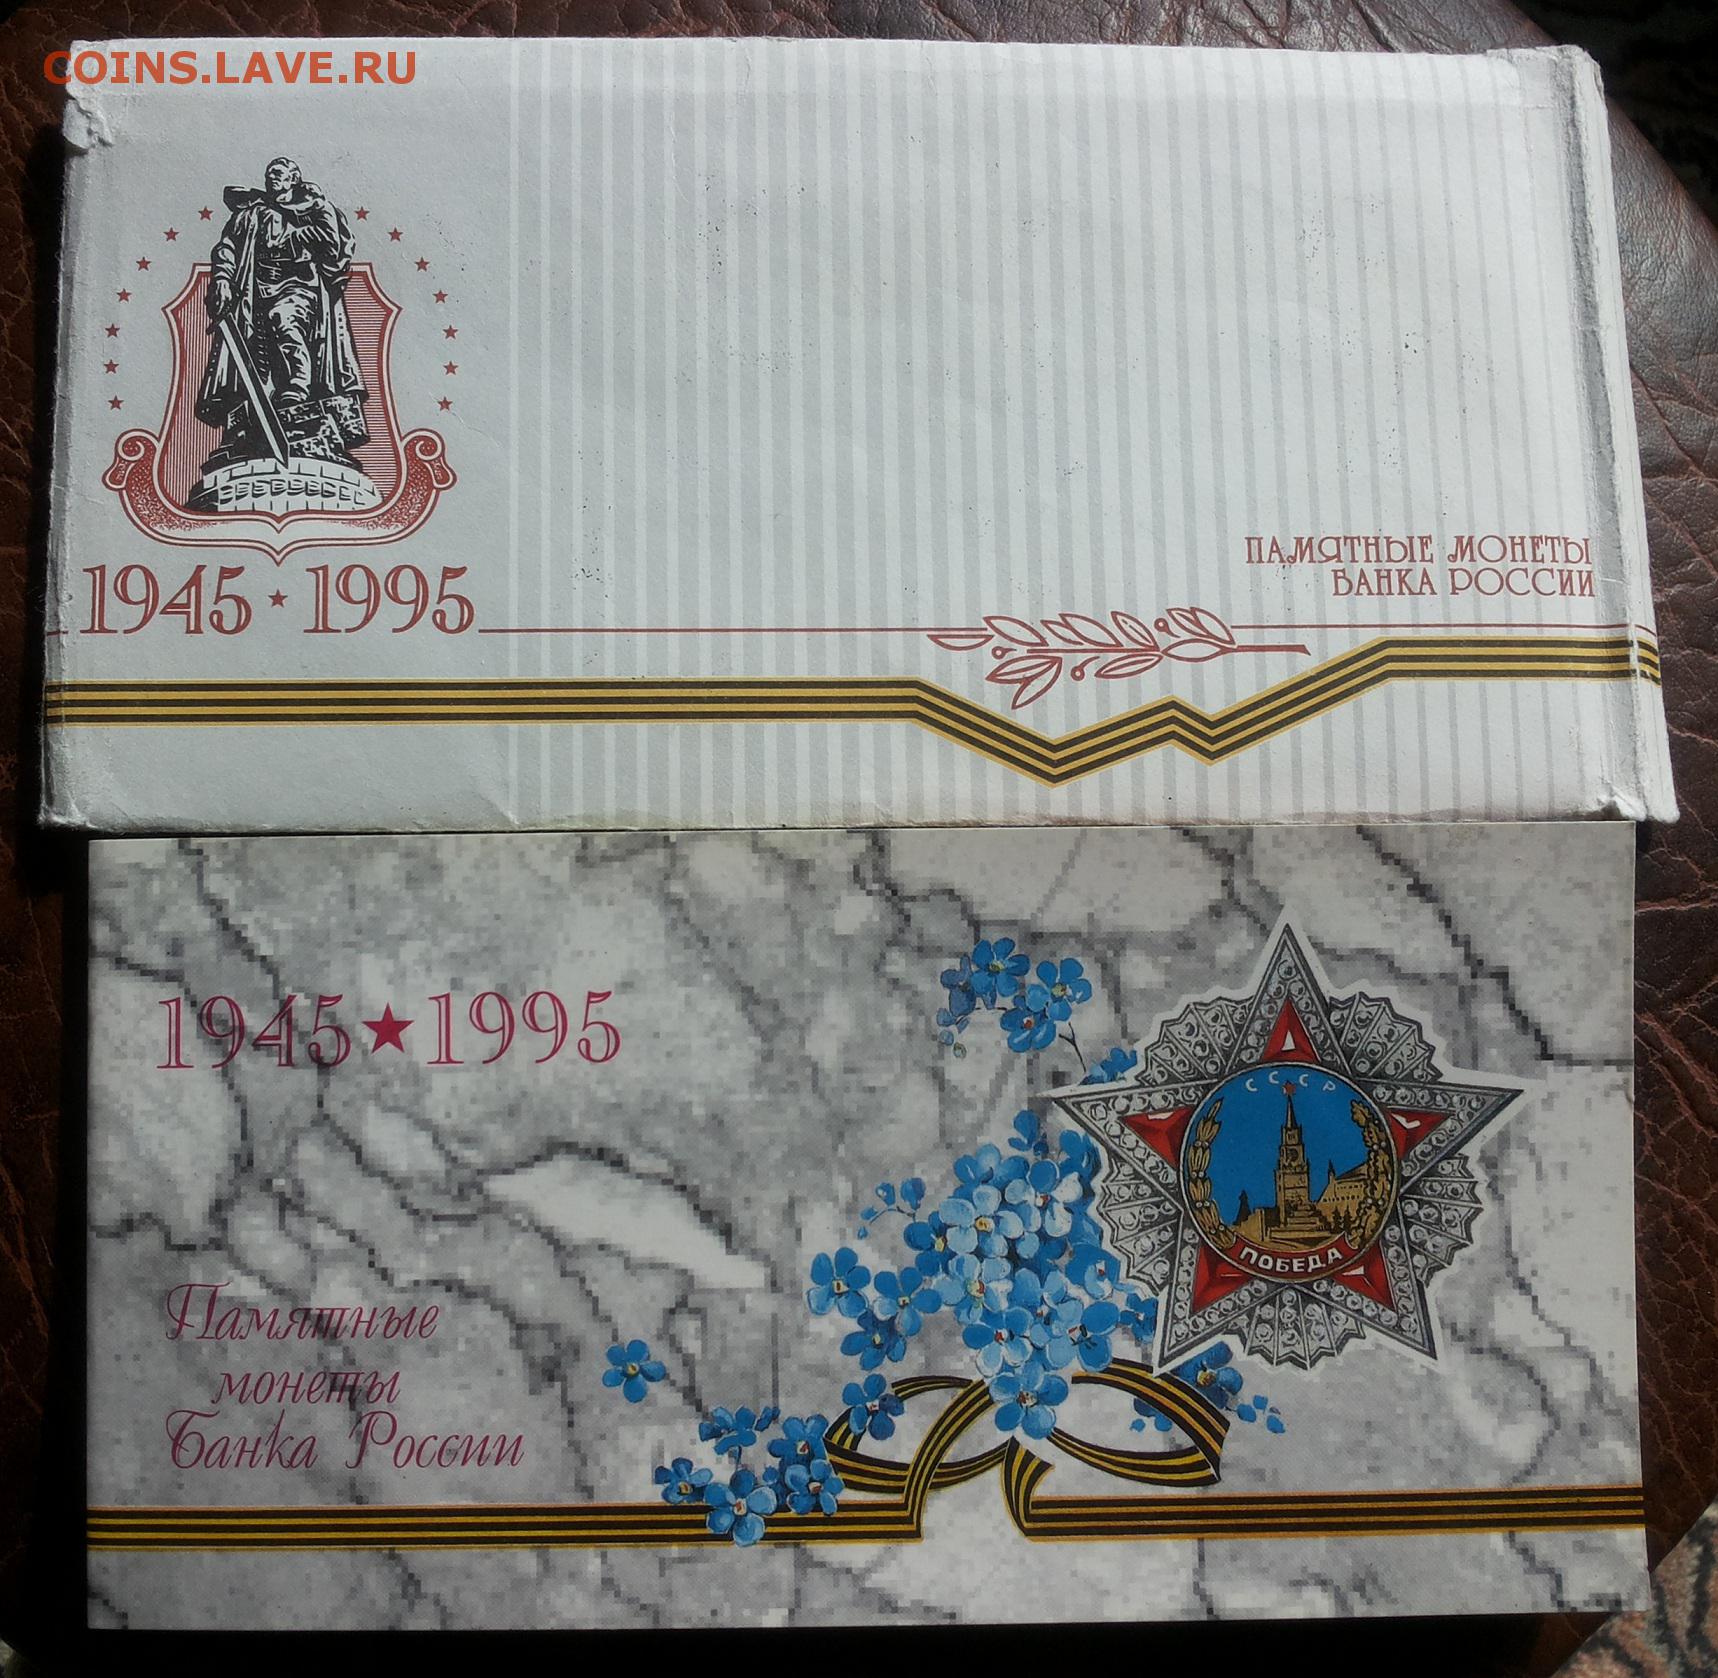 COINS.LAVE.RU
1945 ★ 1995
ПАМЯТНЫЕ МОНЕТЫ
БАНКА РОССИИ
1945 ★ 1995
СССР
ПОБЕДА
Памятные
монеты
Банка России